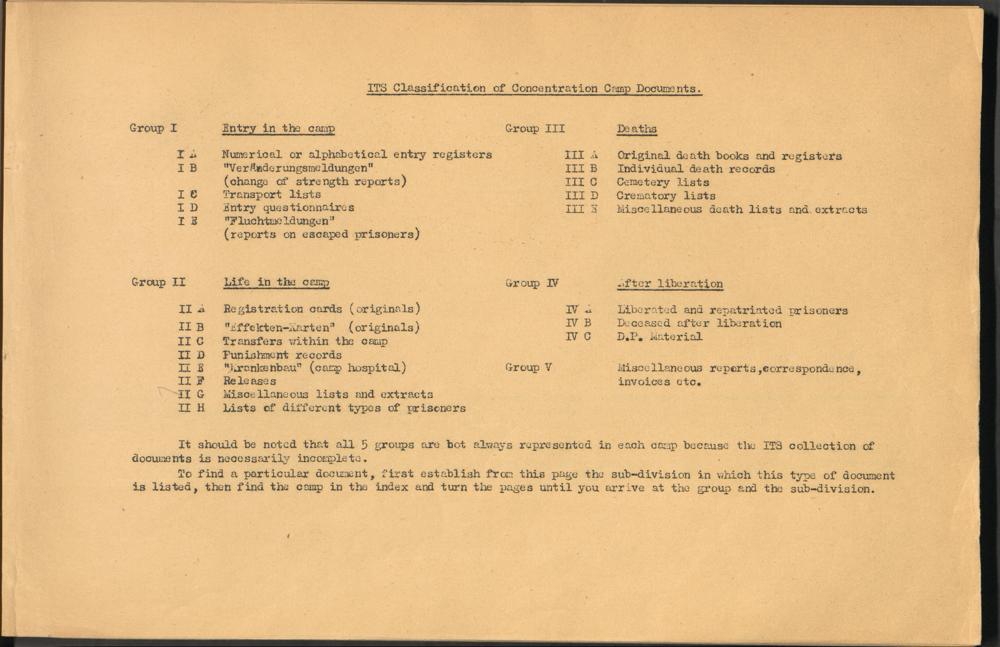 ITS Classification of Concentration Camp Documents.
Group I Entry in the camp
I A Numerical or alphabetical entry registers
I B "Veränderungsmeldungen"
(change of strength reports)
I C Transport lists
I D Entry questionnaires
I E "Fluchtmeldungen"
(reports on escaped prisoners)
Group III Deaths
III A Original death books and registers
III B Individual death records
III C Cemetery lists
III D Crematory lists
III E Miscellaneous death lists and extracts
Group II Life in the camp
II A Registration cards (originals)
II B "Effekten-Karten" (originals)
II C Transfers within the camp
II D Punishment records
II E "Krankenbau" (camp hospital)
II F Releases
II G Miscellaneous lists and extracts
II H Lists of different types of prisoners
Group IV After liberation
IV A Liberated and repatriated prisoners
IV B Deceased after liberation
IV C D.P. Material
Group V Miscellaneous reports,correspondence,
invoices etc.
It should be noted that all 5 groups are bot always represented in each camp because the ITS collection of
documents is necessarily incomplete.
To find a particular document, first establish from this page the sub-division in which this type of document
is listed, then find the camp in the index and turn the pages until you arrive at the group and the sub-division.